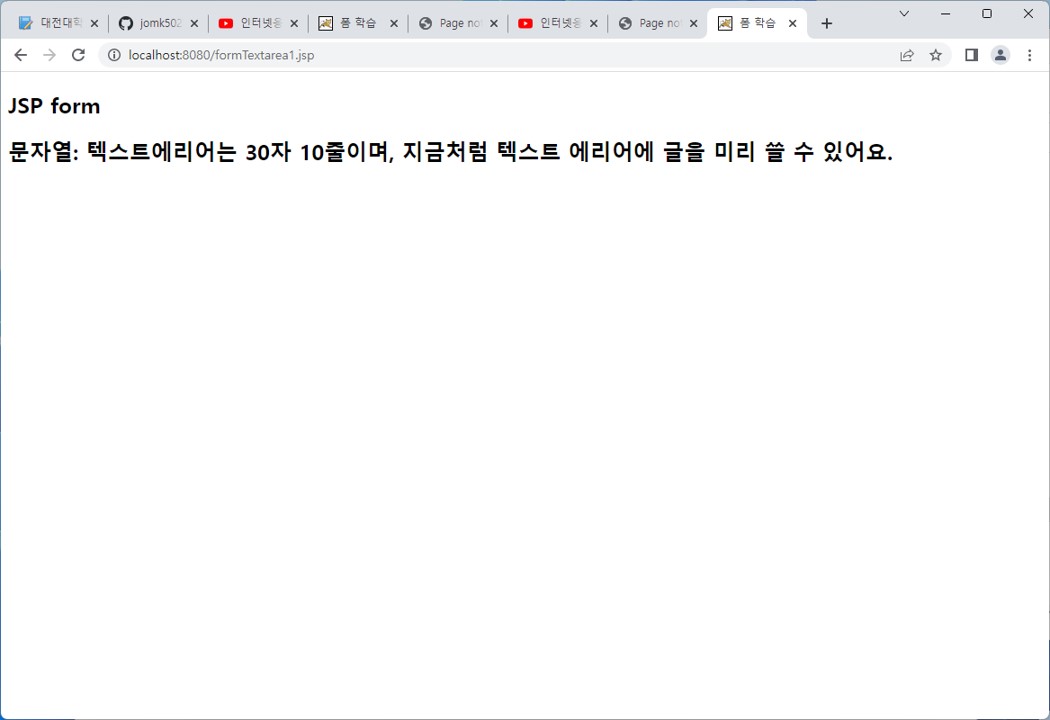 대전대학 jomk502 인터넷응 폼 학습 Page no 인터넷응 Page no 폼 학습
localhost:8080/formTextarea1.jsp
JSP form
문자열: 텍스트에리어는 30자 10줄이며, 지금처럼 텍스트 에리어에 글을 미리 쓸 수 있어요.